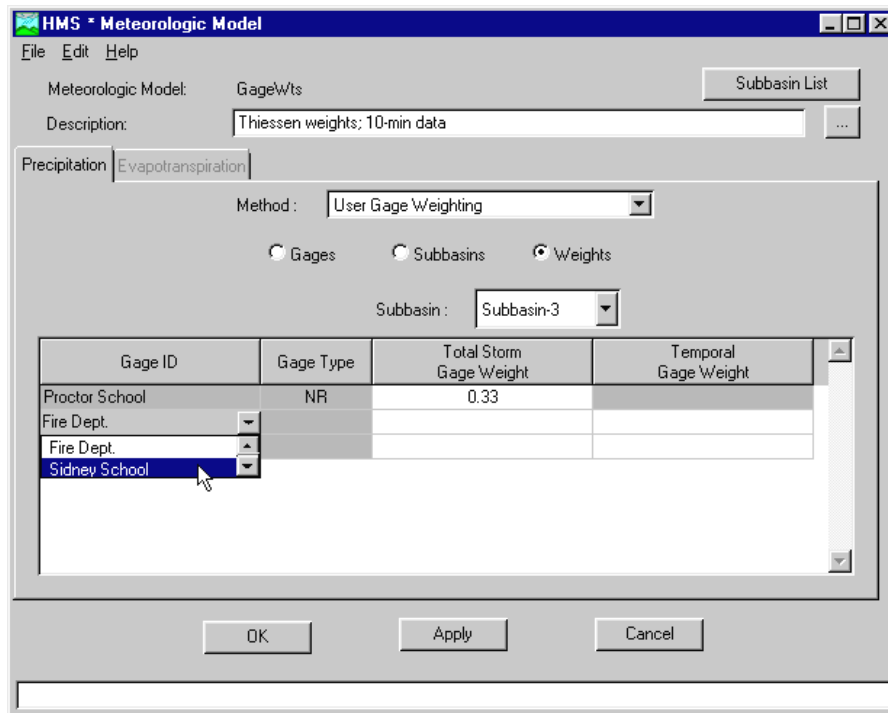 HMS * Meteorologic Model
File Edit Help
Meteorologic Model: GageWts Subbasin List
Description: Thiessen weights; 10-min data ...
Precipitation Evapotranspiration
Method : User Gage Weighting
Gages Subbasins Weights
Subbasin : Subbasin-3
Gage ID Gage Type Total Storm Gage Weight Temporal Gage Weight
Proctor School NR 0.33
Fire Dept.
Fire Dept.
Sidney School
OK Apply Cancel